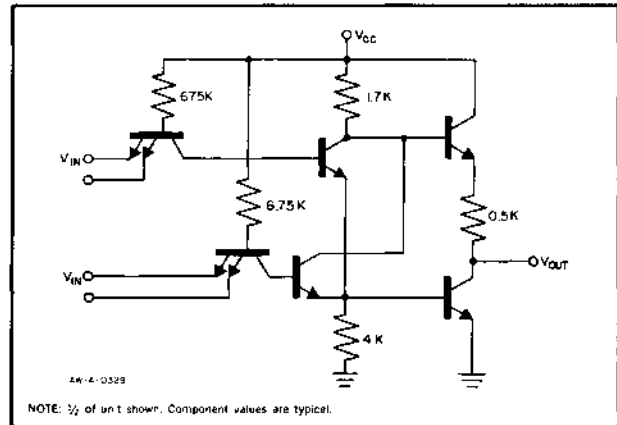 VCC
675K
1.7K
VIN
6.75K
0.5K
VIN
VOUT
4K
AW-A-0329
NOTE: ½ of unit shown. Component values are typical.